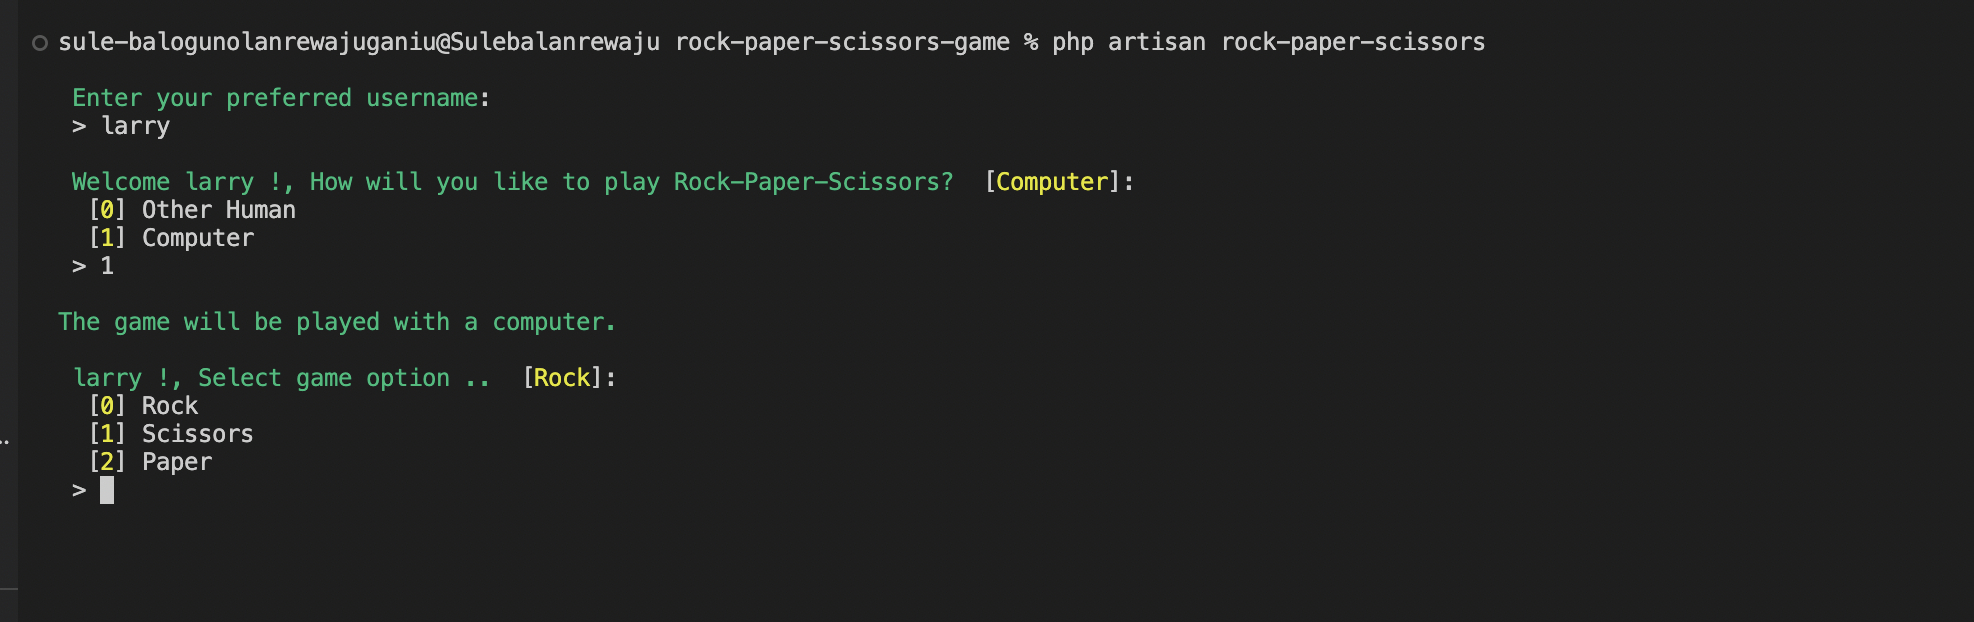 sule-balogunolanrewajuganiu@Sulebalanrewaju rock-paper-scissors-game % php artisan rock-paper-scissors
Enter your preferred username:
> larry
Welcome larry !, How will you like to play Rock-Paper-Scissors?  [Computer]:
[0] Other Human
[1] Computer
> 1
The game will be played with a computer.
larry !, Select game option ..  [Rock]:
[0] Rock
[1] Scissors
[2] Paper
>
..